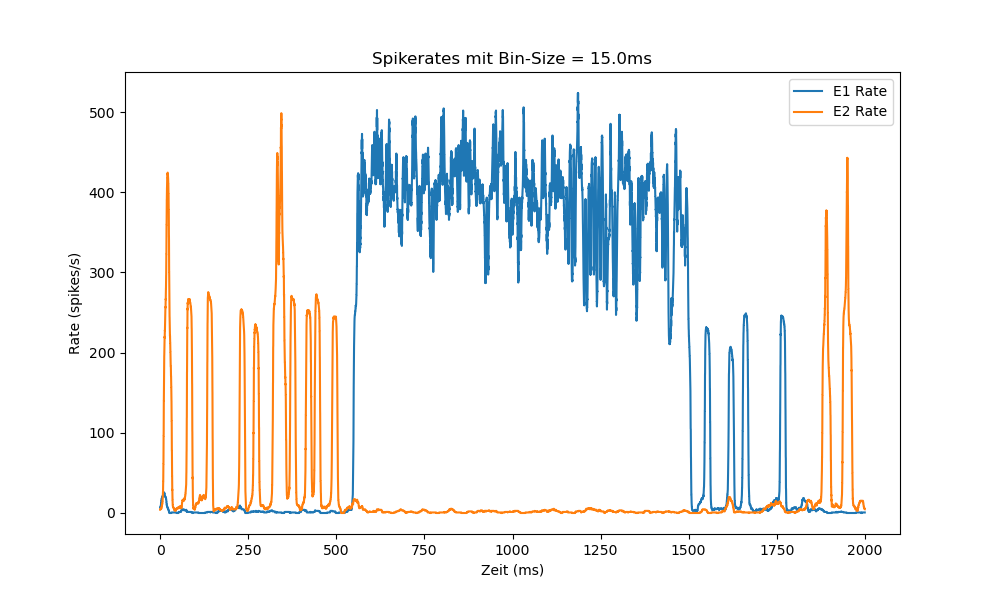 Spikerates mit Bin-Size = 15.0ms
E1 Rate
E2 Rate
Rate (spikes/s)
500
400
300
200
100
0
0 250 500 750 1000 1250 1500 1750 2000
Zeit (ms)